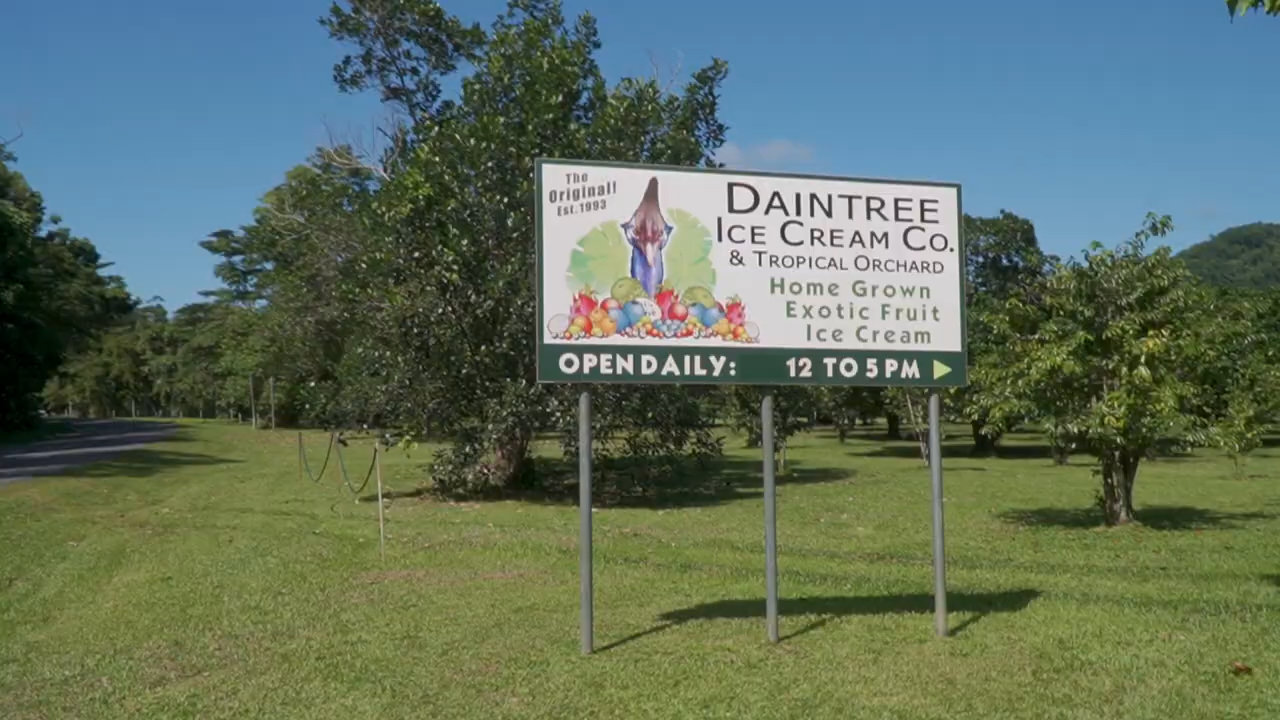 The
Original!
Est. 1993
DAINTREE
ICE CREAM CO.
& TROPICAL ORCHARD
Home Grown
Exotic Fruit
Ice Cream
OPEN DAILY: 12 TO 5 PM